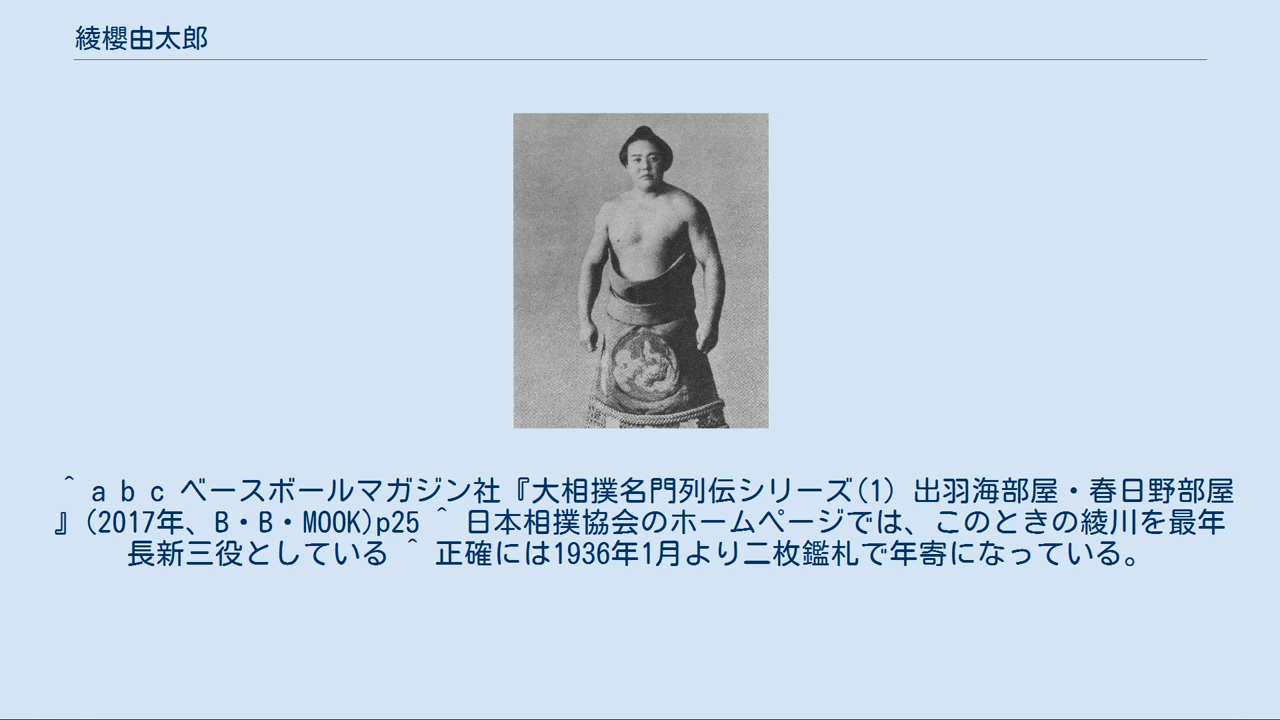 綾櫻由太郎
^ a b c ベースボールマガジン社『大相撲名門列伝シリーズ(1) 出羽海部屋・春日野部屋
』(2017年、B・B・MOOK)p25 ^ 日本相撲協会のホームページでは、このときの綾川を最年
長新三役としている ^ 正確には1936年1月より二枚鑑札で年寄になっている。